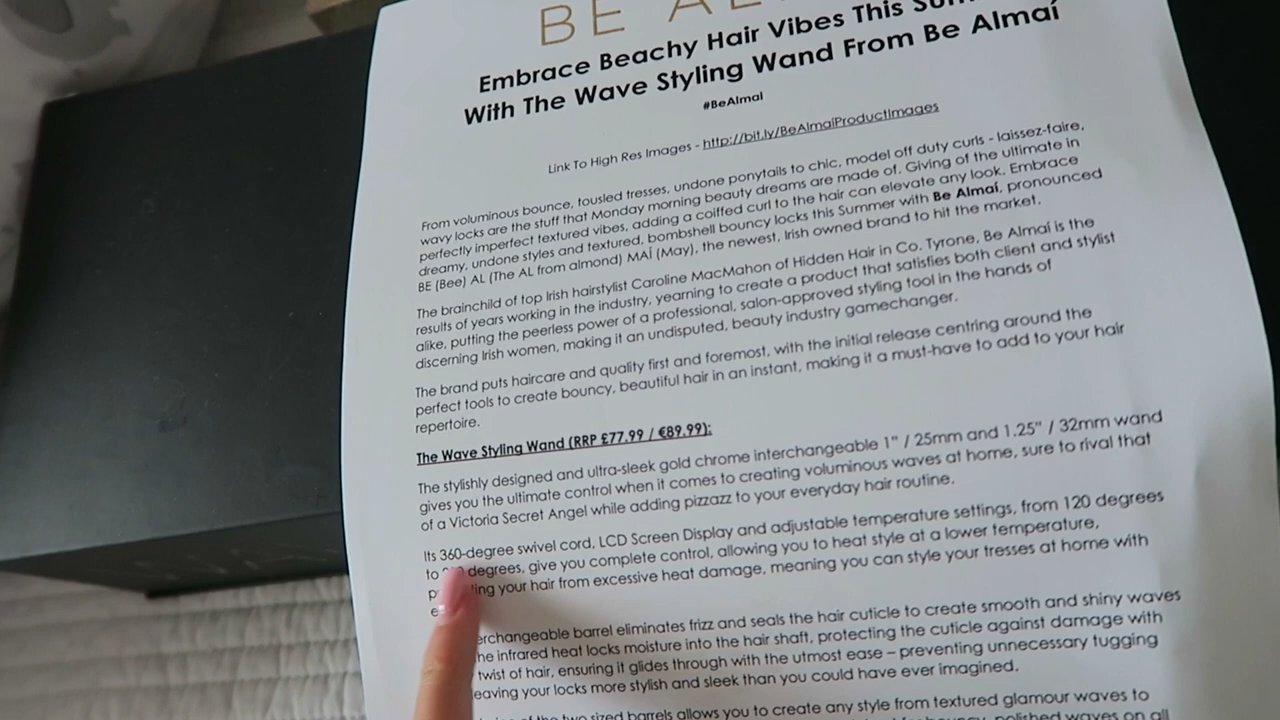 BE AL
Embrace Beachy Hair Vibes This
With The Wave Styling Wand From Be Almaí
#BeAlmaI
Link To High Res Images - http://bit.ly/BeAlmaiProductImages
From voluminous bounce, tousled tresses, undone ponytails to chic, model off duty curls - laissez-faire,
wavy locks are the stuff that Monday morning beauty dreams are made of. Giving of the ultimate in
perfectly imperfect textured vibes, adding a coiffed curl to the hair can elevate any look. Embrace
dreamy, undone styles and textured, bombshell bouncy locks this Summer with Be Almaí, pronounced
BE (Bee) AL (The AL from almond) MAÍ (May), the newest, Irish owned brand to hit the market.
The brainchild of top Irish hairstylist Caroline MacMahon of Hidden Hair in Co. Tyrone, Be Almaí is the
results of years working in the industry, yearning to create a product that satisfies both client and stylist
alike, putting the peerless power of a professional, salon-approved styling tool in the hands of
discerning Irish women, making it an undisputed, beauty industry gamechanger.
The brand puts haircare and quality first and foremost, with the initial release centring around the
perfect tools to create bouncy, beautiful hair in an instant, making it a must-have to add to your hair
repertoire.
The Wave Styling Wand (RRP £77.99 / €89.99):
The stylishly designed and ultra-sleek gold chrome interchangeable 1" / 25mm and 1.25" / 32mm wand
gives you the ultimate control when it comes to creating voluminous waves at home, sure to rival that
of a Victoria Secret Angel while adding pizzazz to your everyday hair routine.
Its 360-degree swivel cord, LCD Screen Display and adjustable temperature settings, from 120 degrees
to degrees, give you complete control, allowing you to heat style at a lower temperature,
your hair from excessive heat damage, meaning you can style your tresses at home with
erchangeable barrel eliminates frizz and seals the hair cuticle to create smooth and shiny waves
he infrared heat locks moisture into the hair shaft, protecting the cuticle against damage with
twist of hair, ensuring it glides through with the utmost ease – preventing unnecessary tugging
eaving your locks more stylish and sleek than you could have ever imagined.
of the two sized barrels allows you to create any style from textured glamour waves to
bouncy, polished waves on all